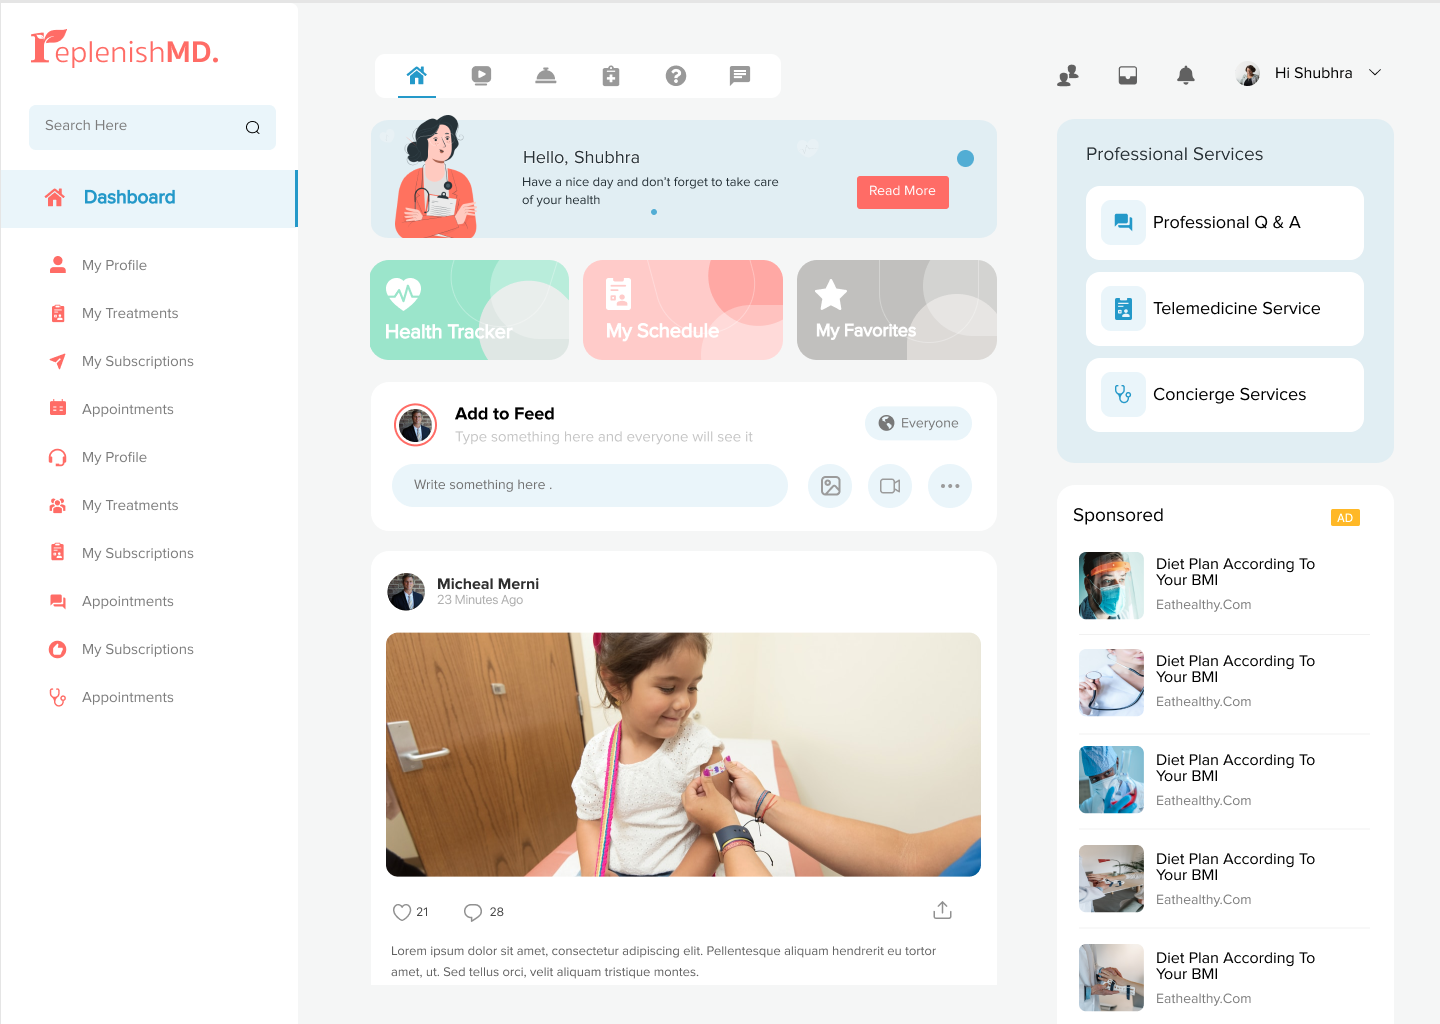 replenishMD.
Search Here
Dashboard
My Profile
My Treatments
My Subscriptions
Appointments
My Profile
My Treatments
My Subscriptions
Appointments
My Subscriptions
Appointments
Hi Shubhra
Hello, Shubhra
Have a nice day and don't forget to take care
of your health
Read More
Health Tracker
My Schedule
My Favorites
Add to Feed
Type something here and everyone will see it
Everyone
Write something here .
Micheal Merni
23 Minutes Ago
21
28
Lorem ipsum dolor sit amet, consectetur adipiscing elit. Pellentesque aliquam hendrerit eu tortor
amet, ut. Sed tellus orci, velit aliquam tristique montes.
Professional Services
Professional Q & A
Telemedicine Service
Concierge Services
Sponsored
AD
Diet Plan According To
Your BMI
Eathealthy.Com
Diet Plan According To
Your BMI
Eathealthy.Com
Diet Plan According To
Your BMI
Eathealthy.Com
Diet Plan According To
Your BMI
Eathealthy.Com
Diet Plan According To
Your BMI
Eathealthy.Com